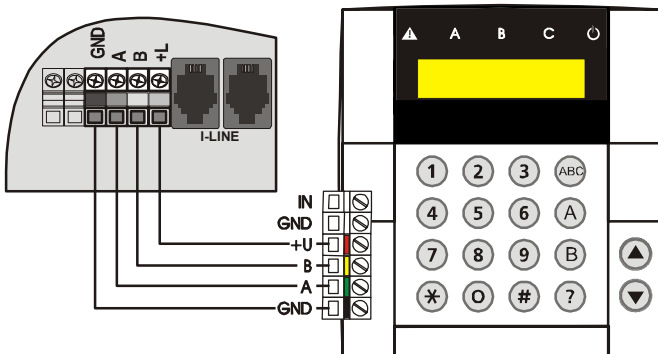 GND A B +L
I-LINE
A B C
IN
GND
+U
B
A
GND
1 2 3 ABC
4 5 6 A
7 8 9 B
* 0 # ?